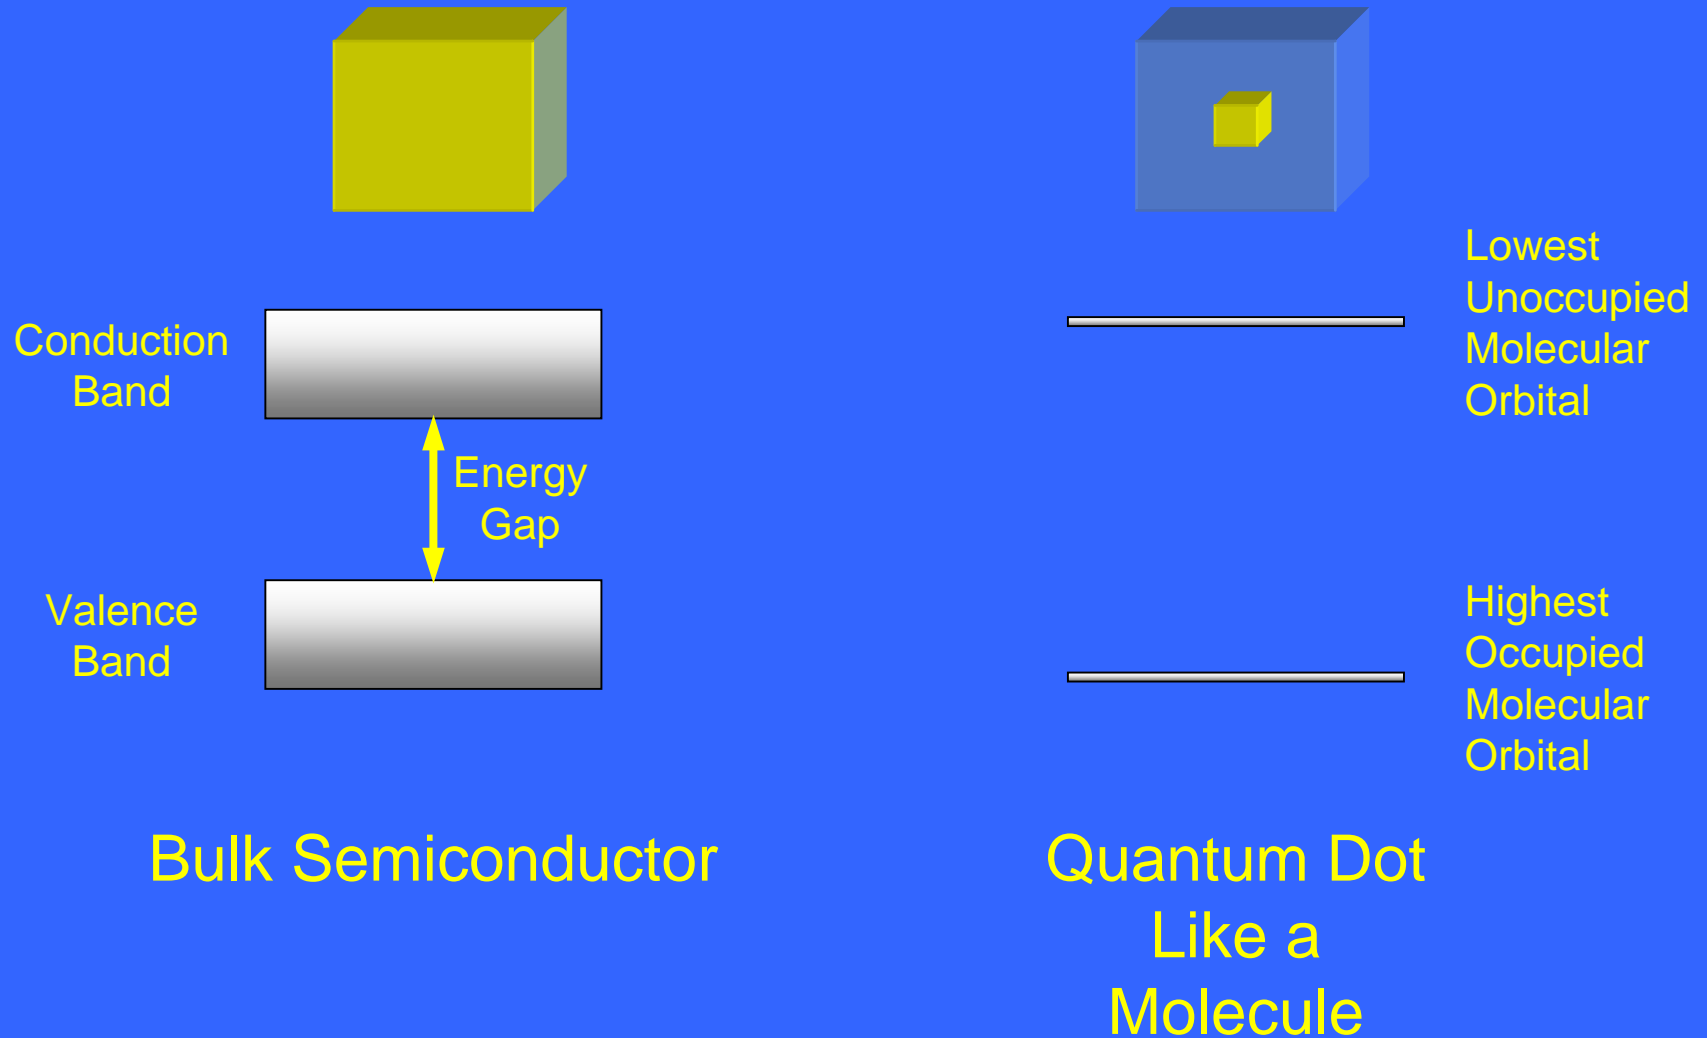 Conduction
Band
Energy
Gap
Valence
Band
Bulk Semiconductor
Lowest
Unoccupied
Molecular
Orbital
Highest
Occupied
Molecular
Orbital
Quantum Dot
Like a
Molecule